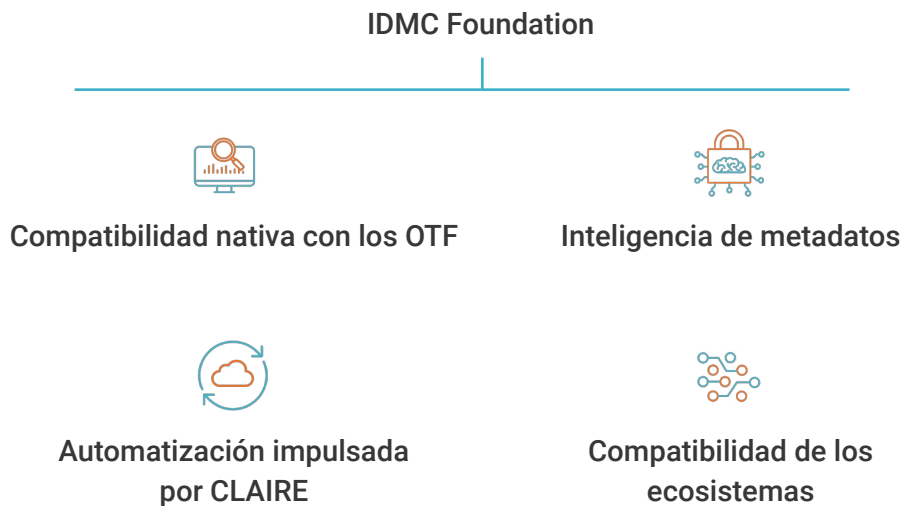 IDMC Foundation
Compatibilidad nativa con los OTF
Inteligencia de metadatos
Automatización impulsada
por CLAIRE
Compatibilidad de los
ecosistemas